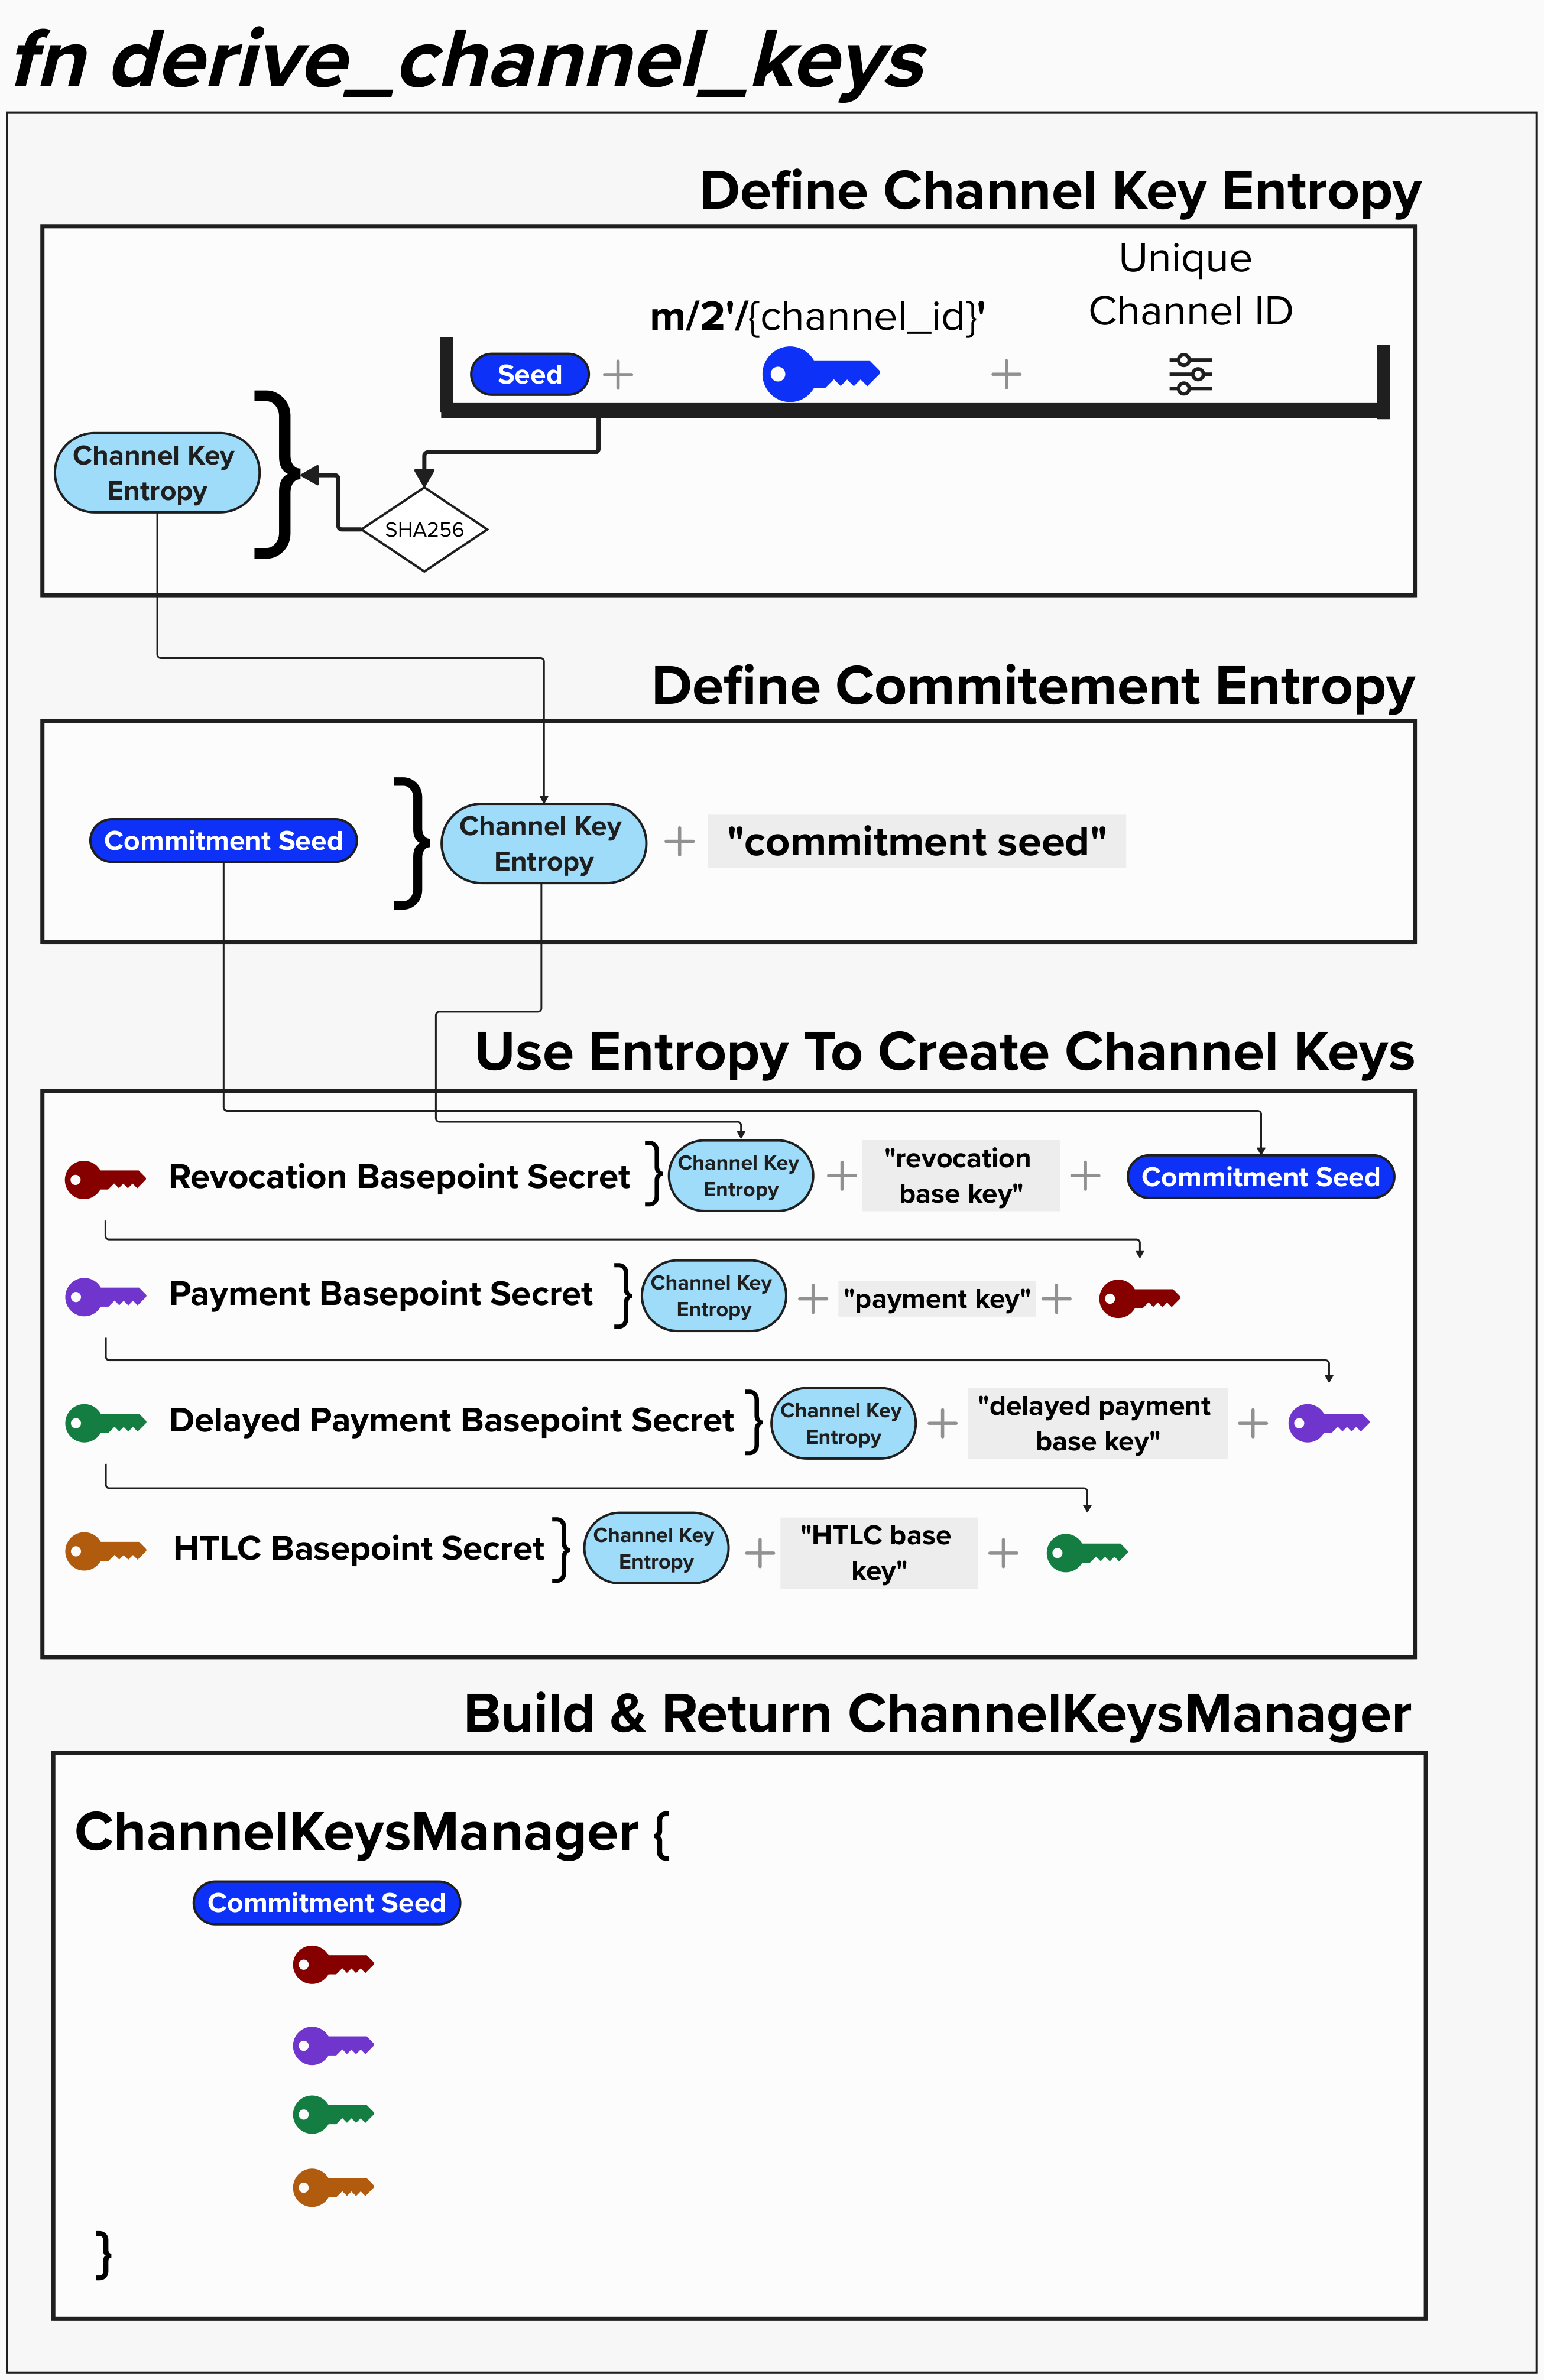 fn derive_channel_keys
Define Channel Key Entropy
Unique
Channel ID
m/2'/{channel_id}'
Seed + +
Channel Key
Entropy
}
SHA256
Define Commitement Entropy
Commitment Seed
}
Channel Key
Entropy
+ "commitment seed"
Use Entropy To Create Channel Keys
Revocation Basepoint Secret }
Channel Key
Entropy
+
"revocation
base key"
+ Commitment Seed
Payment Basepoint Secret }
Channel Key
Entropy
+ "payment key" +
Delayed Payment Basepoint Secret }
Channel Key
Entropy
+
"delayed payment
base key"
+
HTLC Basepoint Secret }
Channel Key
Entropy
+
"HTLC base
key"
+
Build & Return ChannelKeysManager
ChannelKeysManager {
Commitment Seed
}